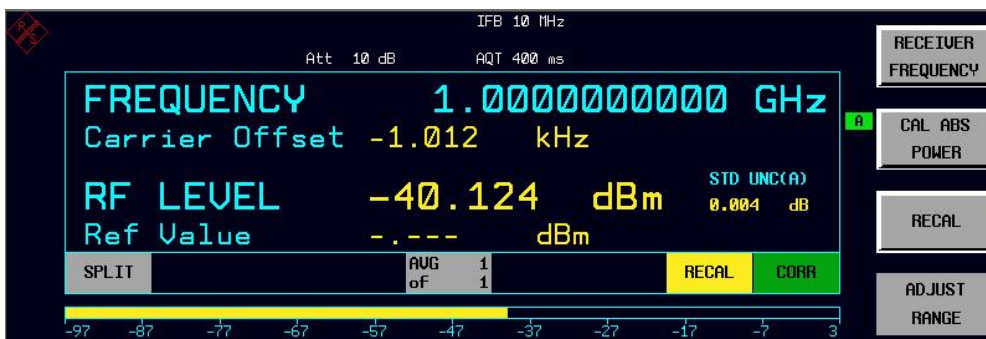 R/S
IFB 10 MHz
Att 10 dB AQT 400 ms
FREQUENCY 1.0000000000 GHz
Carrier Offset -1.012 kHz
RF LEVEL -40.124 dBm
STD UNC(A)
0.004 dB
Ref Value -.--- dBm
SPLIT
AVG 1
of 1
RECAL
CORR
-97 -87 -77 -67 -57 -47 -37 -27 -17 -7 3
A
RECEIVER
FREQUENCY
CAL ABS
POWER
RECAL
ADJUST
RANGE